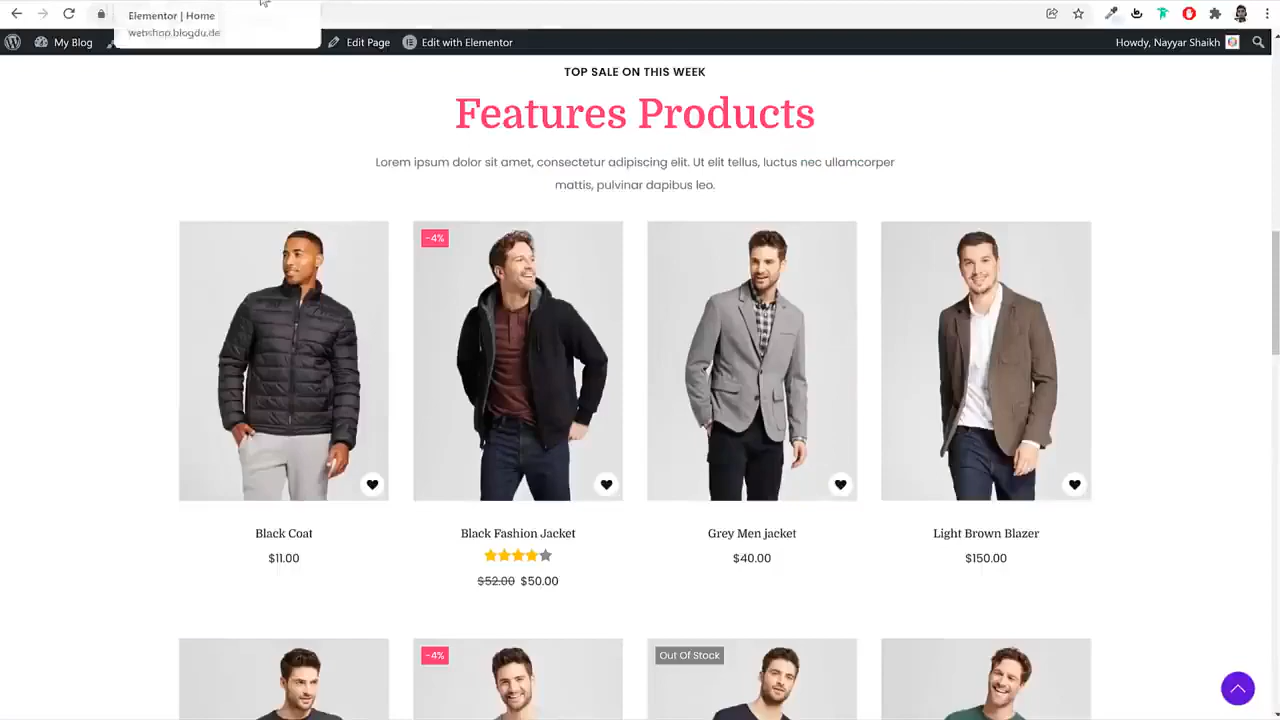 Elementor | Home
webshop.blogdu.de
My Blog
Edit Page
Edit with Elementor
Howdy, Nayyar Shaikh
TOP SALE ON THIS WEEK
Features Products
Lorem ipsum dolor sit amet, consectetur adipiscing elit. Ut elit tellus, luctus nec ullamcorper
mattis, pulvinar dapibus leo.
-4%
Black Coat
Black Fashion Jacket
Grey Men jacket
Light Brown Blazer
$11.00
$40.00
$150.00
$52.00 $50.00
-4%
Out Of Stock